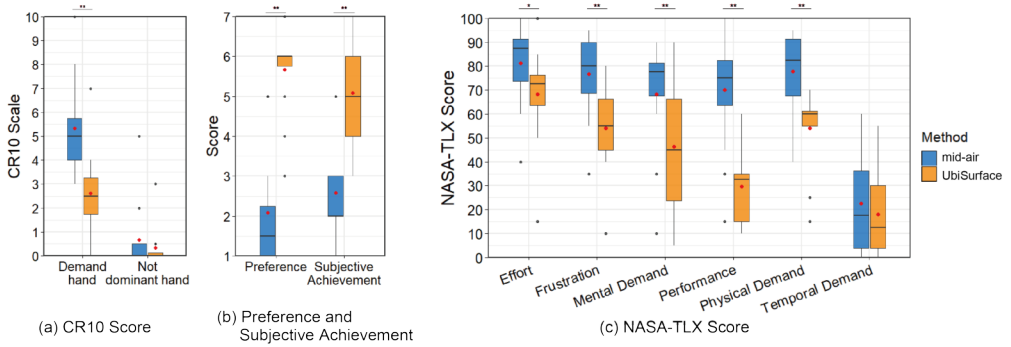 **
CR10 Scale
10
9
8
7
6
5
4
3
2
1
0
Demand
hand
Not
dominant hand
(a) CR10 Score
**
**
Score
7
6
5
4
3
2
1
Preference
Subjective
Achievement
(b) Preference and
Subjective Achievement
*
**
**
**
**
NASA-TLX Score
100
90
80
70
60
50
40
30
20
10
0
Effort
Frustration
Mental Demand
Performance
Physical Demand
Temporal Demand
Method
mid-air
UbiSurface
(c) NASA-TLX Score